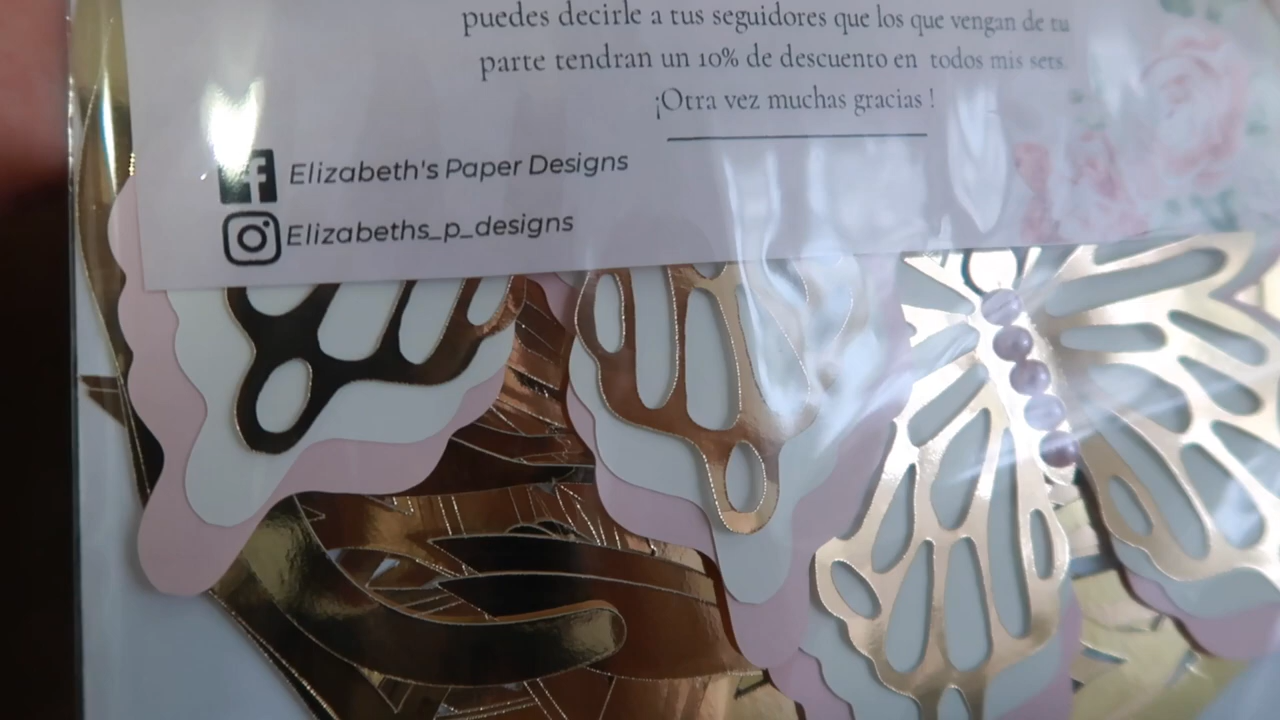 puedes decirle a tus seguidores que los que vengan de tu
parte tendran un 10% de descuento en todos mis sets.
¡Otra vez muchas gracias !
Elizabeth's Paper Designs
Elizabeths_p_designs